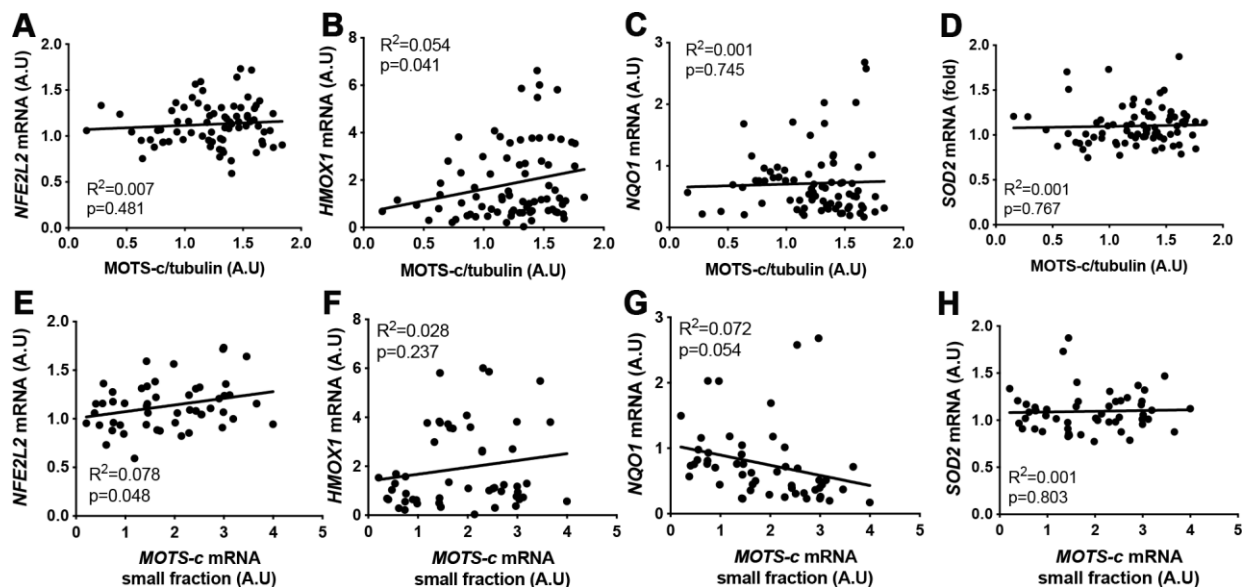 A
NFE2L2 mRNA (A.U)
2.0
1.5
1.0
0.5
0.0
R²=0.007
p=0.481
0.0 0.5 1.0 1.5 2.0
MOTS-c/tubulin (A.U)
B
HMOX1 mRNA (A.U)
8
6
4
2
0
R²=0.054
p=0.041
0.0 0.5 1.0 1.5 2.0
MOTS-c/tubulin (A.U)
C
NQO1 mRNA (A.U)
3
2
1
0
R²=0.001
p=0.745
0.0 0.5 1.0 1.5 2.0
MOTS-c/tubulin (A.U)
D
SOD2 mRNA (fold)
2.0
1.5
1.0
0.5
0.0
R²=0.001
p=0.767
0.0 0.5 1.0 1.5 2.0
MOTS-c/tubulin (A.U)
E
NFE2L2 mRNA (A.U)
2.0
1.5
1.0
0.5
0.0
R²=0.078
p=0.048
0 1 2 3 4 5
MOTS-c mRNA
small fraction (A.U)
F
HMOX1 mRNA (A.U)
8
6
4
2
0
R²=0.028
p=0.237
0 1 2 3 4 5
MOTS-c mRNA
small fraction (A.U)
G
NQO1 mRNA (A.U)
3
2
1
0
R²=0.072
p=0.054
0 1 2 3 4 5
MOTS-c mRNA
small fraction (A.U)
H
SOD2 mRNA (A.U)
2.0
1.5
1.0
0.5
0.0
R²=0.001
p=0.803
0 1 2 3 4 5
MOTS-c mRNA
small fraction (A.U)